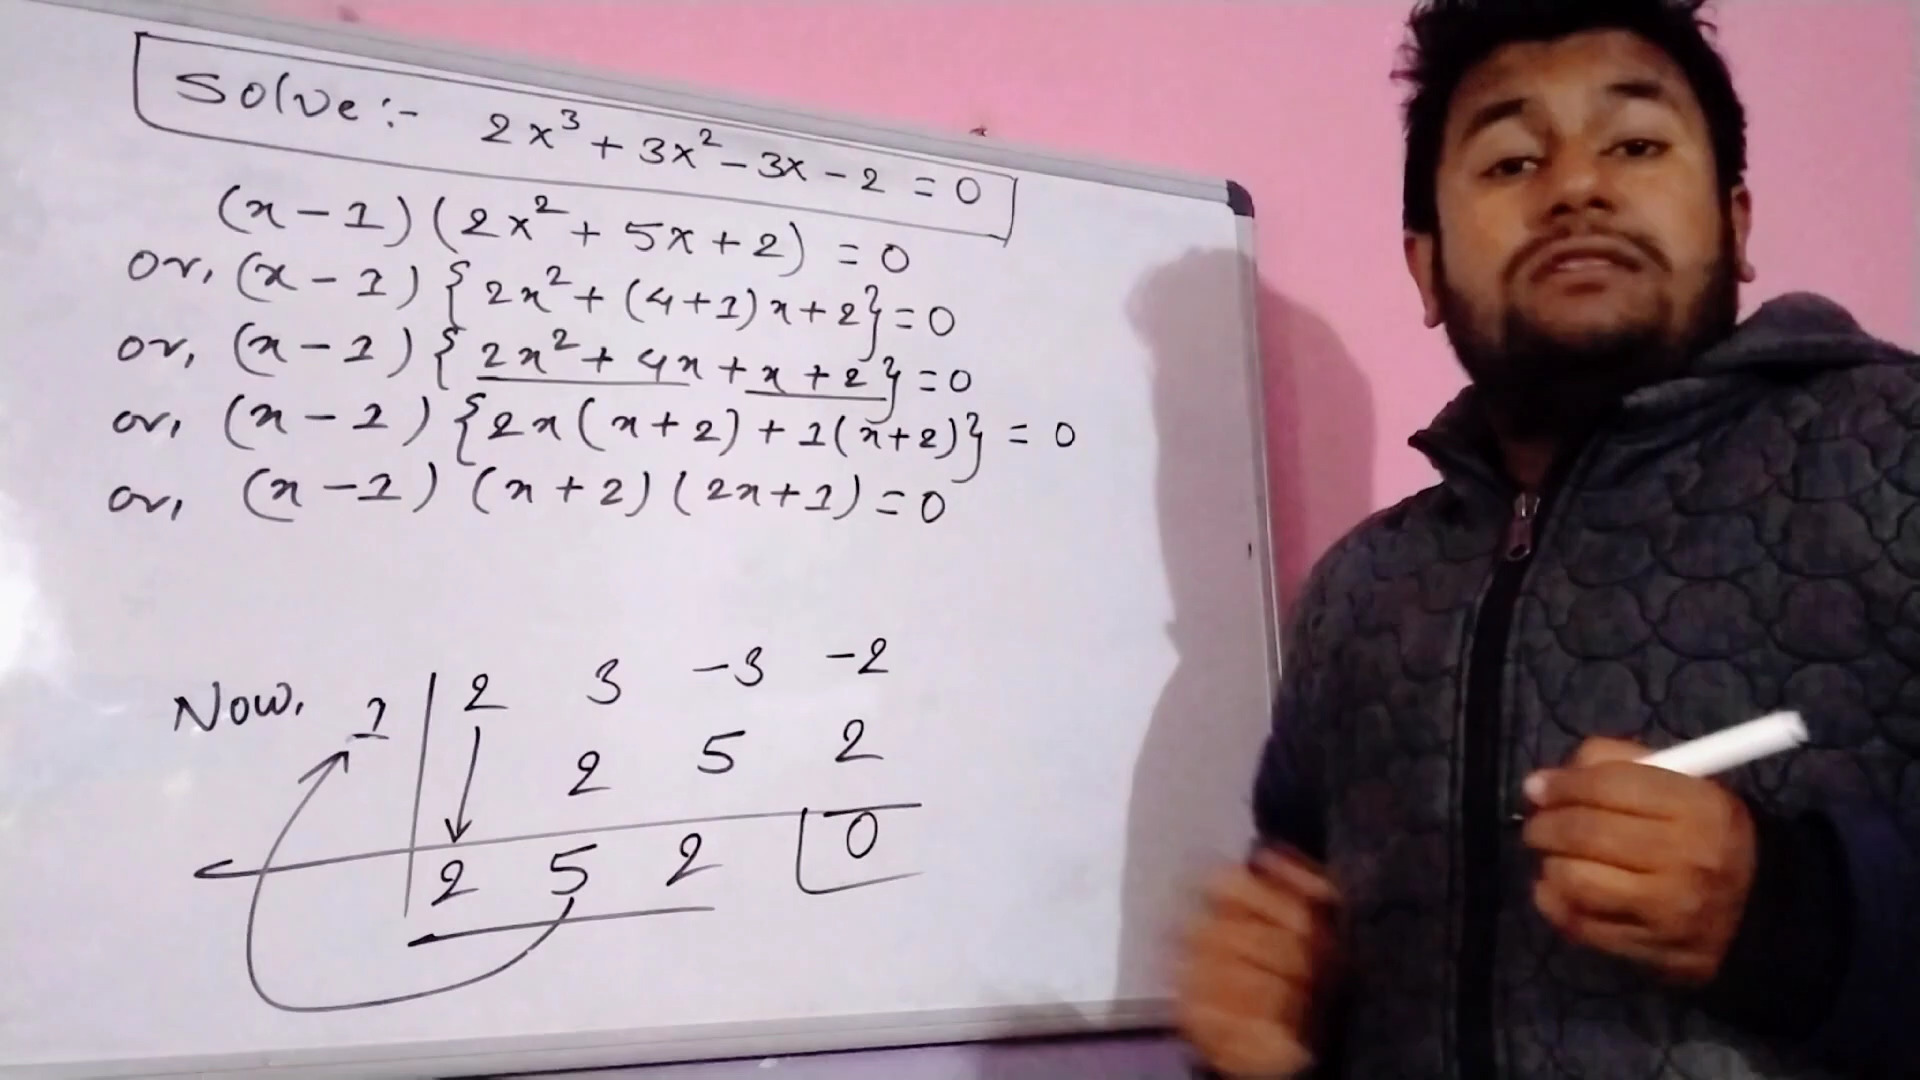 Solve :- 2x³ + 3x² - 3x - 2 = 0
(x - 1) (2x² + 5x + 2) = 0
or, (x - 1) {2x² + (4+1)x + 2} = 0
or, (x - 1) {2x² + 4x + x + 2} = 0
or, (x - 1) {2x(x+2) + 1(x+2)} = 0
or, (x - 1) (x + 2) (2x + 1) = 0
Now, 1 | 2 3 -3 -2
2 5 2
2 5 2 0